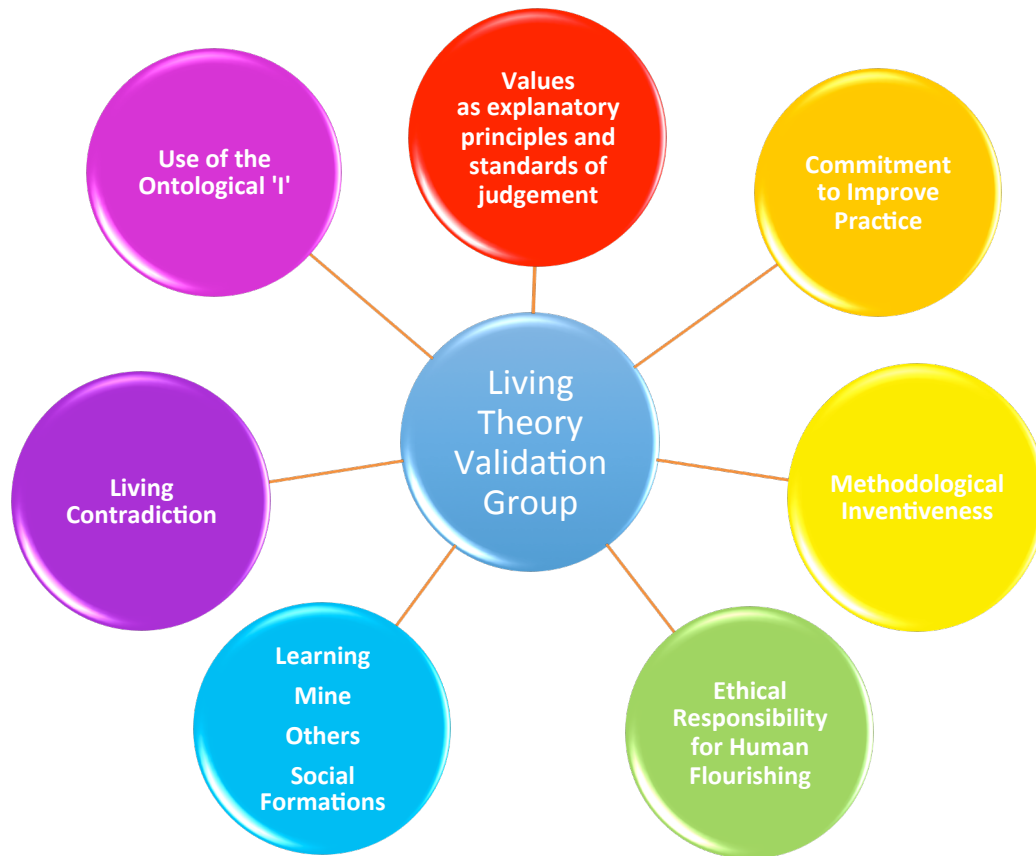 Values
as explanatory
principles and
standards of
judgement
Use of the
Ontological 'I'
Commitment
to Improve
Practice
Living
Theory
Validation
Group
Living
Contradiction
Methodological
Inventiveness
Learning
Mine
Others
Social
Formations
Ethical
Responsibility
for Human
Flourishing